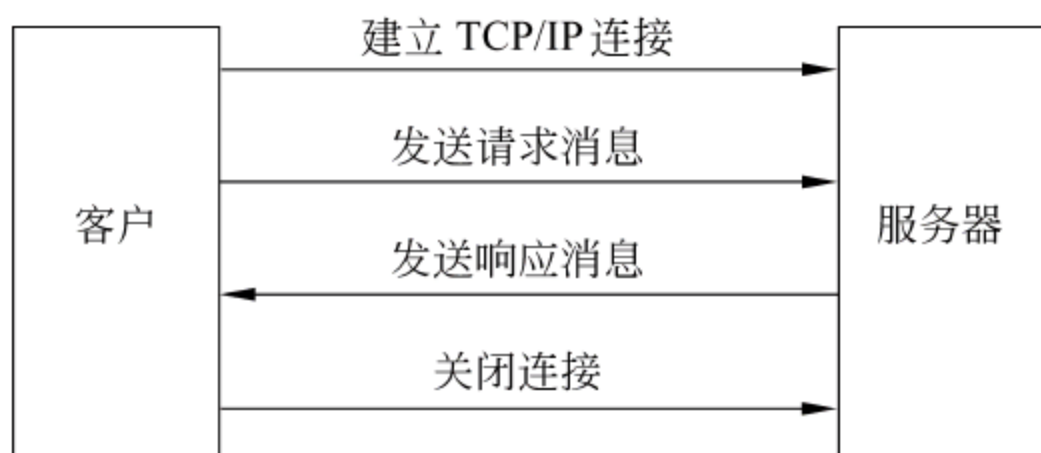 建立 TCP/IP 连接
发送请求消息
客户
服务器
发送响应消息
关闭连接